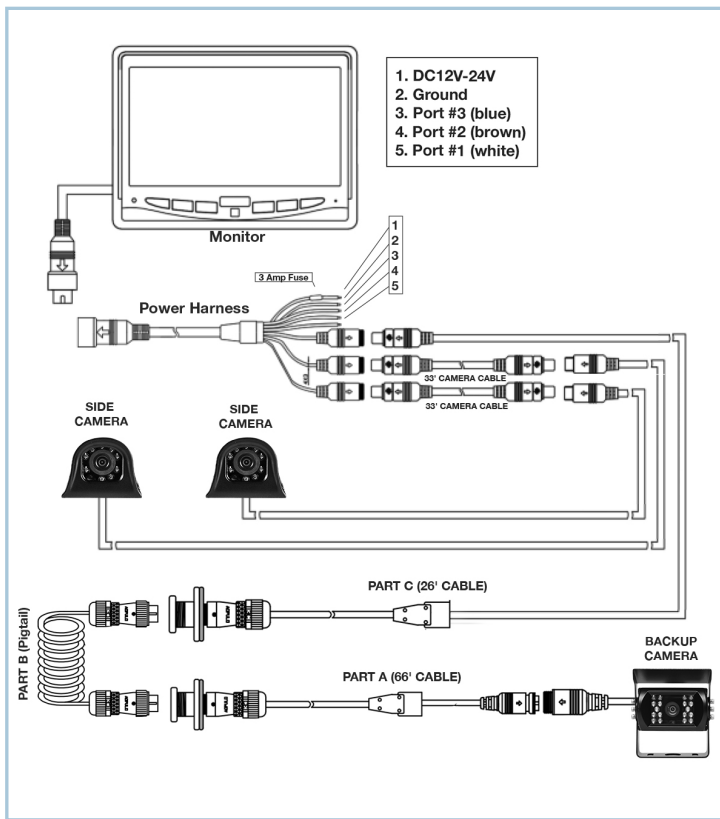 1. DC12V-24V
2. Ground
3. Port #3 (blue)
4. Port #2 (brown)
5. Port #1 (white)
Monitor
1
2
3
4
5
3 Amp Fuse
Power Harness
33' CAMERA CABLE
33' CAMERA CABLE
SIDE
CAMERA
SIDE
CAMERA
PART C (26' CABLE)
PART B (Pigtail)
PART A (66' CABLE)
BACKUP
CAMERA